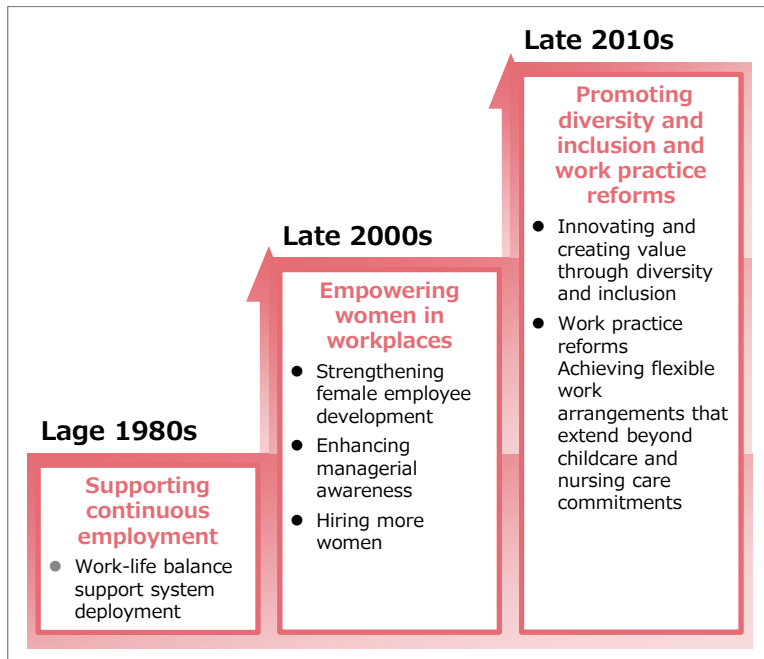 Lage 1980s
Supporting
continuous
employment
● Work-life balance
support system
deployment
Late 2000s
Empowering
women in
workplaces
● Strengthening
female employee
development
● Enhancing
managerial
awareness
● Hiring more
women
Late 2010s
Promoting
diversity and
inclusion and
work practice
reforms
● Innovating and
creating value
through diversity
and inclusion
● Work practice
reforms
Achieving flexible
work
arrangements that
extend beyond
childcare and
nursing care
commitments